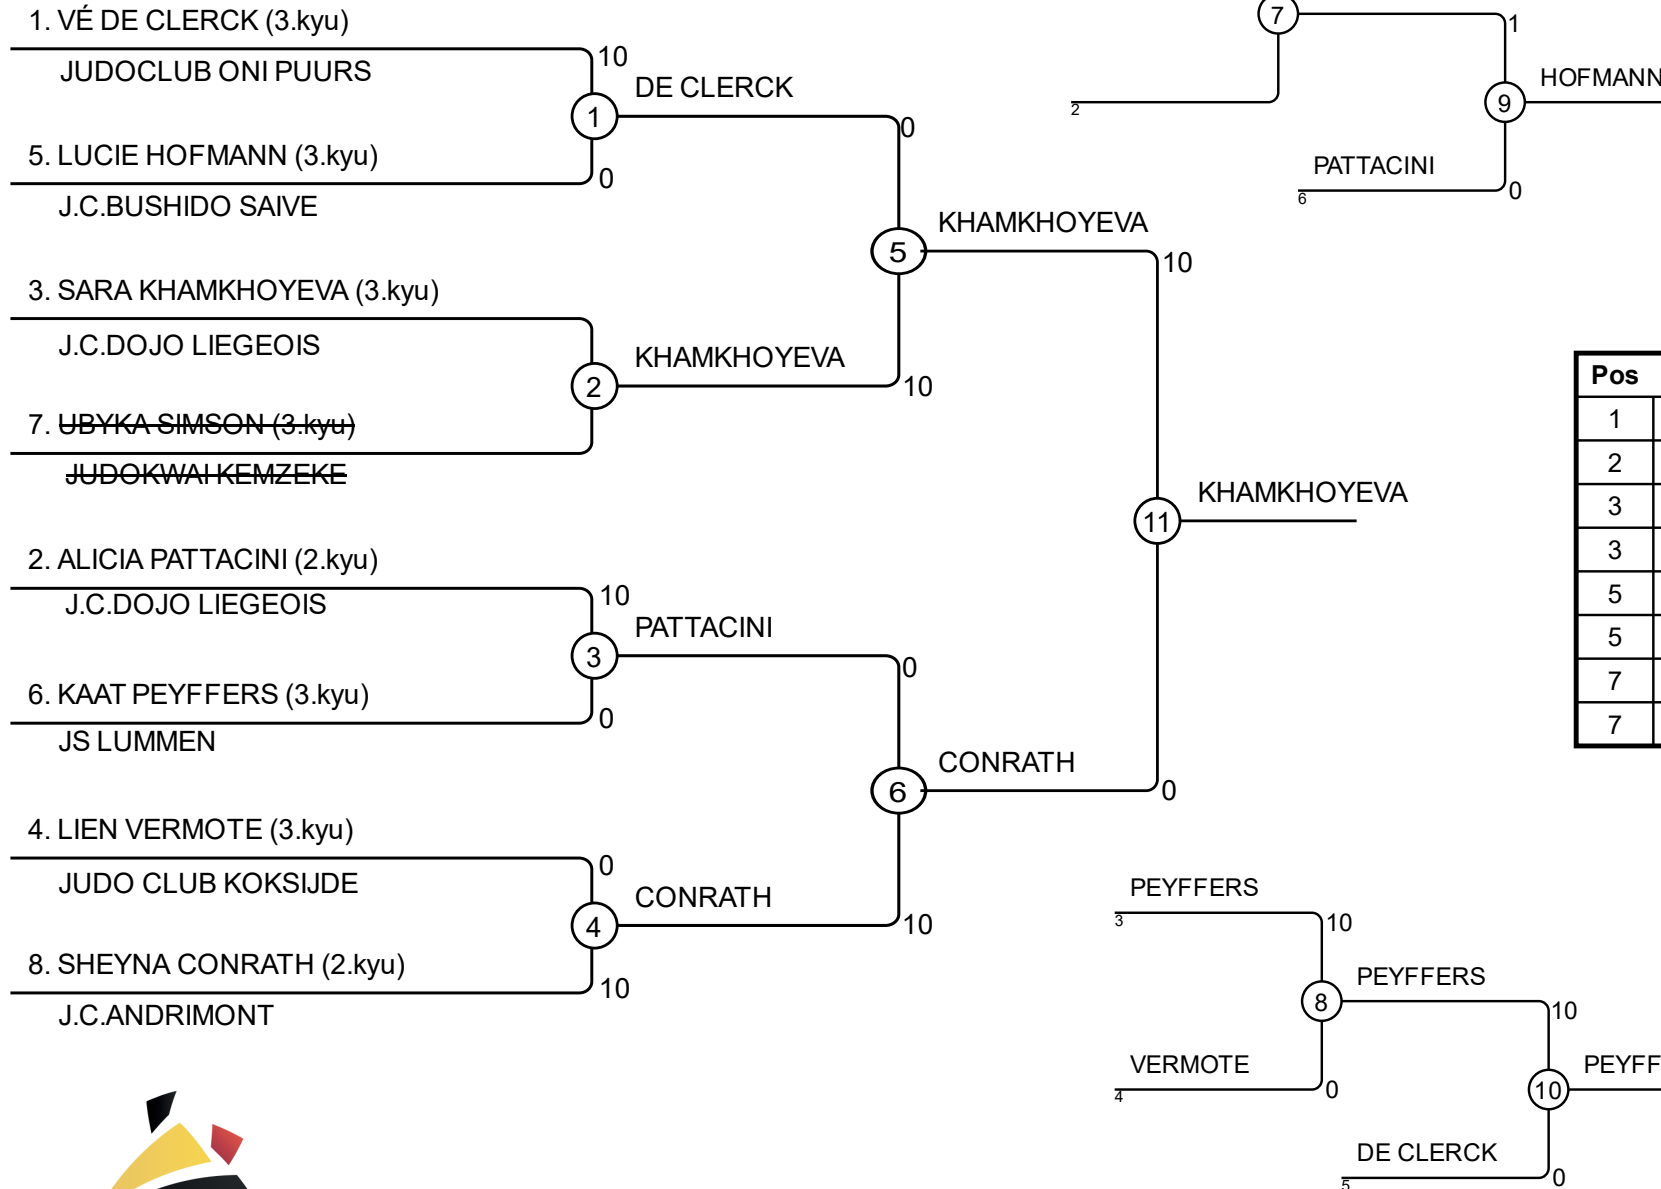 1. VÉ DE CLERCK (3.kyu)
JUDOCLUB ONI PUURS
10
1
DE CLERCK
5. LUCIE HOFMANN (3.kyu)
0
J.C.BUSHIDO SAIVE
0
5
KHAMKHOYEVA
10
3. SARA KHAMKHOYEVA (3.kyu)
J.C.DOJO LIEGEOIS
2
KHAMKHOYEVA
10
7. UBYKA SIMSON (3.kyu)
JUDOKWAI KEMZEKE
11
KHAMKHOYEVA
2. ALICIA PATTACINI (2.kyu)
J.C.DOJO LIEGEOIS
10
3
PATTACINI
6. KAAT PEYFFERS (3.kyu)
0
JS LUMMEN
0
6
CONRATH
0
4. LIEN VERMOTE (3.kyu)
JUDO CLUB KOKSIJDE
0
4
CONRATH
10
8. SHEYNA CONRATH (2.kyu)
10
J.C.ANDRIMONT
7
1
2
9
HOFMANN
PATTACINI
6
0
Pos
1
2
3
3
5
5
7
7
PEYFFERS
3
10
8
PEYFFERS
10
VERMOTE
4
0
10
PEYFF
DE CLERCK
5
0